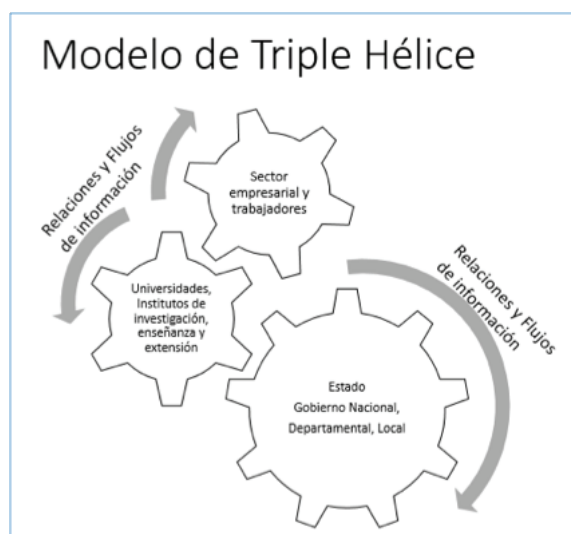 Modelo de Triple Hélice
Relaciones y Flujos
de información
Sector
empresarial y
trabajadores
Universidades,
Institutos de
investigación,
enseñanza y
extensión
Relaciones y Flujos
de información
Estado
Gobierno Nacional,
Departamental, Local